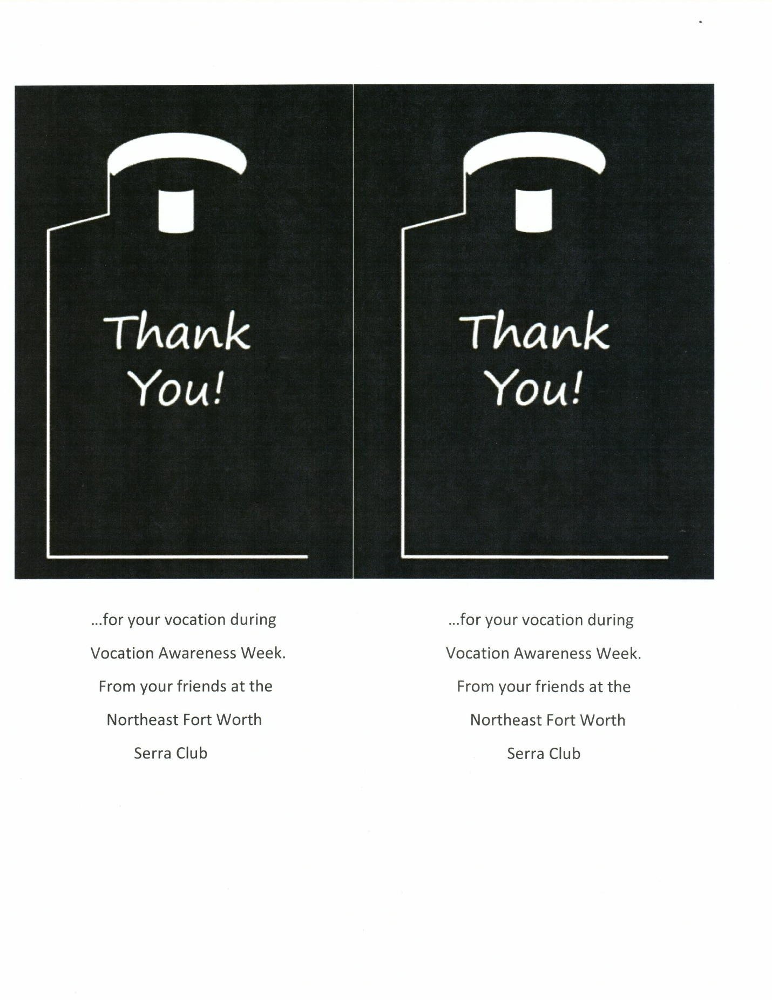 Thank
You!
...for your vocation during
Vocation Awareness Week.
From your friends at the
Northeast Fort Worth
Serra Club
Thank
You!
...for your vocation during
Vocation Awareness Week.
From your friends at the
Northeast Fort Worth
Serra Club